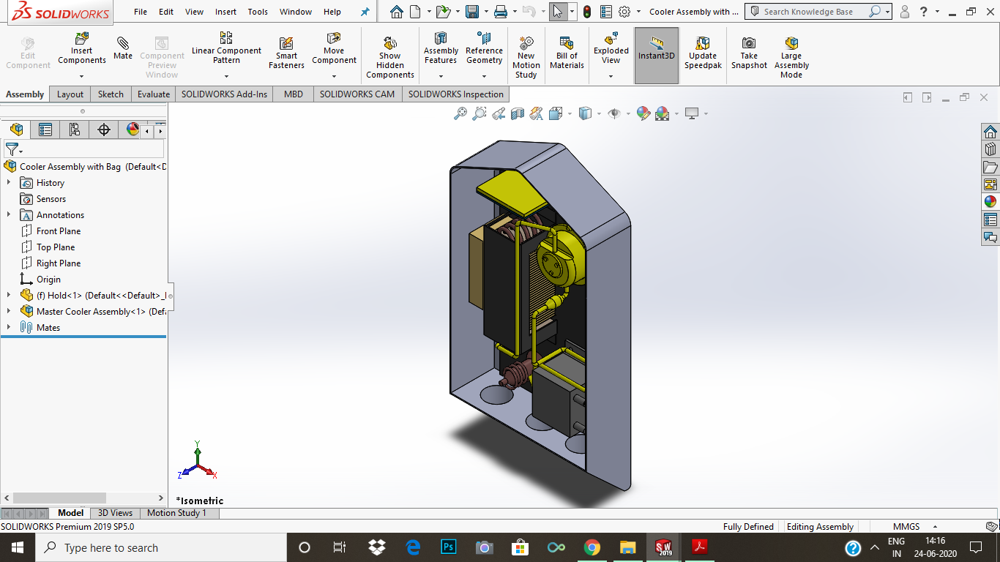 SOLIDWORKS
File Edit View Insert Tools Window Help
Cooler Assembly with ...
Search Knowledge Base
?
Edit Component
Insert Components
Mate
Component Preview Window
Linear Component Pattern
Smart Fasteners
Move Component
Show Hidden Components
Assembly Features
Reference Geometry
New Motion Study
Bill of Materials
Exploded View
Instant3D
Update Speedpak
Take Snapshot
Large Assembly Mode
Assembly Layout Sketch Evaluate SOLIDWORKS Add-Ins MBD SOLIDWORKS CAM SOLIDWORKS Inspection
Cooler Assembly with Bag (Default<D
History
Sensors
A Annotations
Front Plane
Top Plane
Right Plane
Origin
(f) Hold<1> (Default<<Default>_
Master Cooler Assembly<1> (Defa
Mates
Y
Z X
*Isometric
Model 3D Views Motion Study 1
SOLIDWORKS Premium 2019 SP5.0
Fully Defined Editing Assembly MMGS
Type here to search
Ps
SW 2019
?
ENG
IN
14:16
24-06-2020